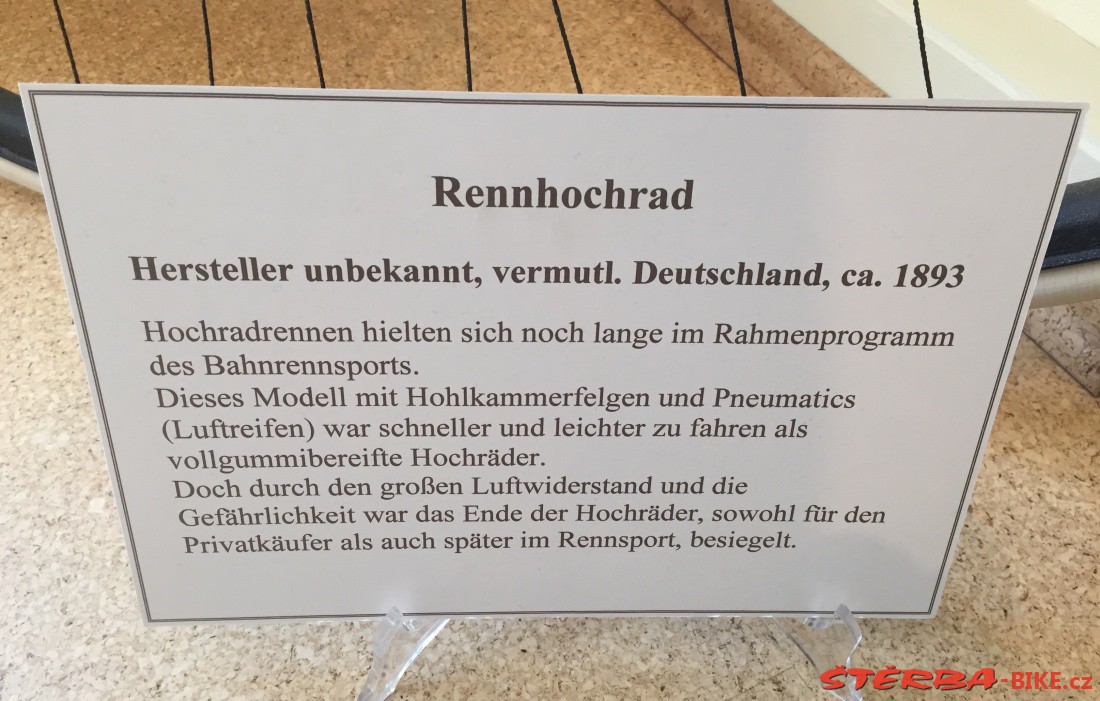 Rennhochrad
Hersteller unbekannt, vermutl. Deutschland, ca. 1893
Hochradrennen hielten sich noch lange im Rahmenprogramm
des Bahnrennsports.
Dieses Modell mit Hohlkammerfelgen und Pneumatics
(Luftreifen) war schneller und leichter zu fahren als
vollgummibereifte Hochräder.
Doch durch den großen Luftwiderstand und die
Gefährlichkeit war das Ende der Hochräder, sowohl für den
Privatkäufer als auch später im Rennsport, besiegelt.
ŠTĚRBA-BIKE.cz